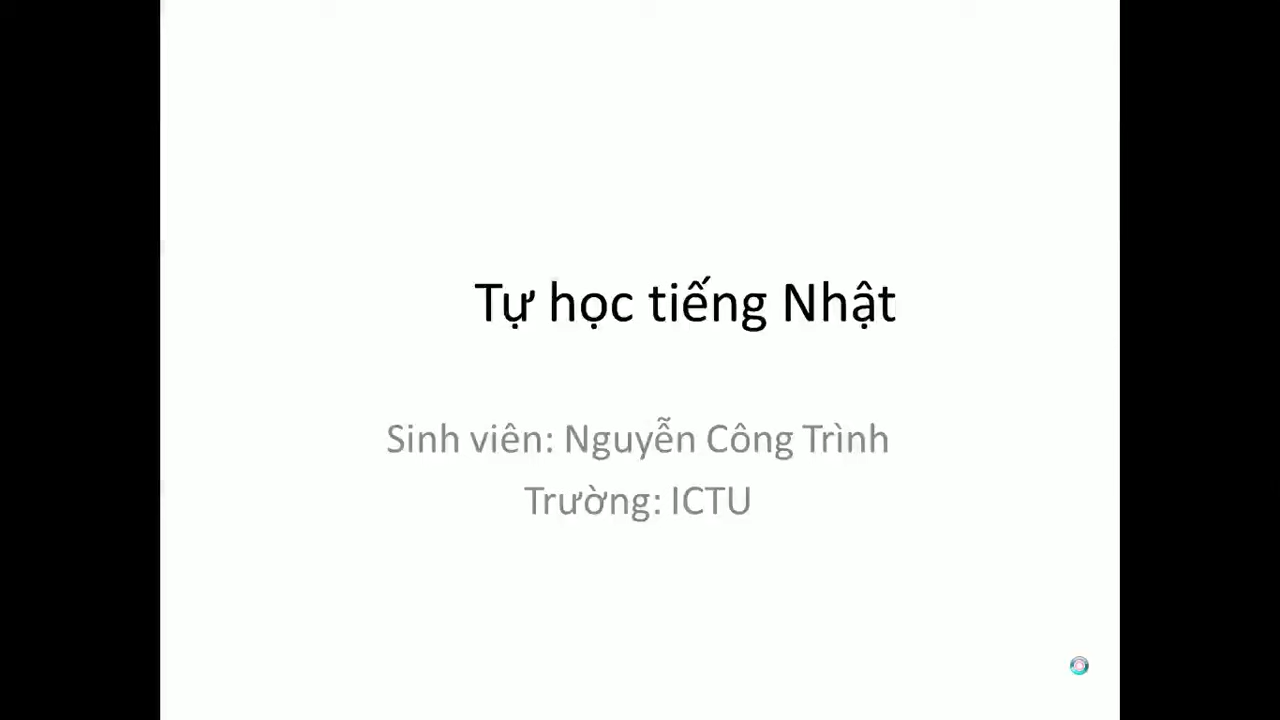 Tự học tiếng Nhật
Sinh viên: Nguyễn Công Trình
Trường: ICTU